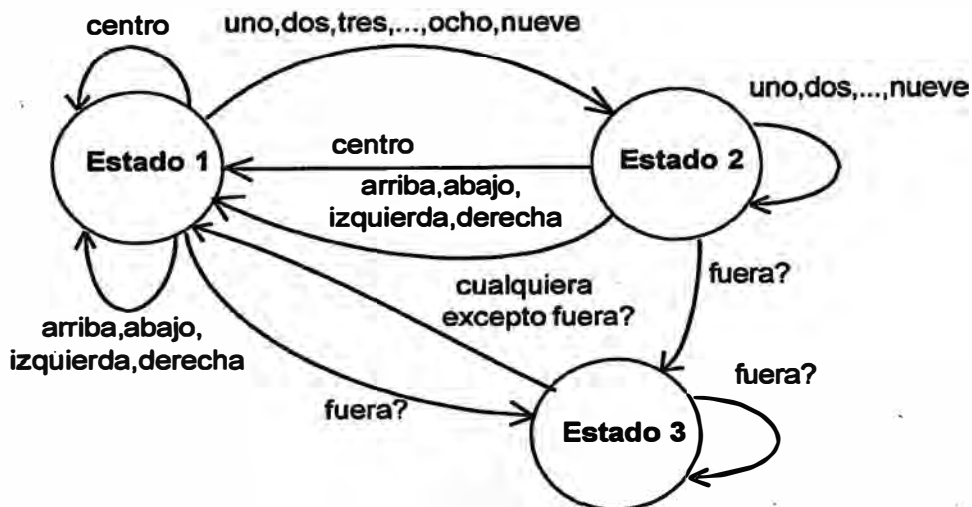 centro
uno,dos,tres,...,ocho,nueve
uno,dos,...,nueve
Estado 1
centro
Estado 2
arriba,abajo,
izquierda,derecha
fuera?
cualquiera
excepto fuera?
arriba,abajo,
izquierda,derecha
fuera?
fuera?
Estado 3